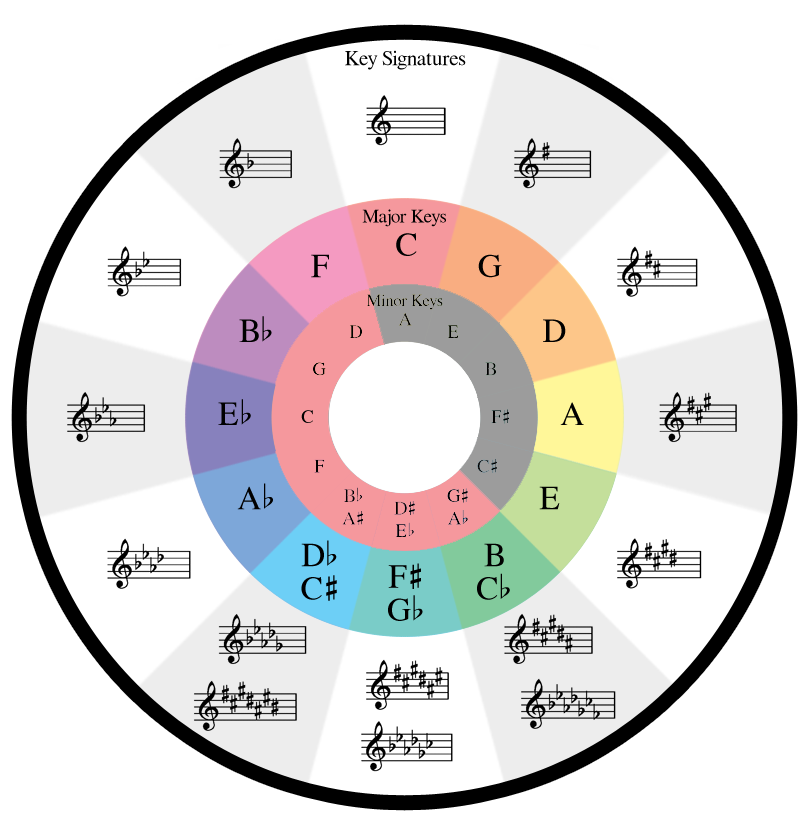 Key Signatures
Major Keys
C
G
D
A
E
B
C♭
F♯
G♭
D♭
C♯
A♭
E♭
B♭
F
Minor Keys
A
E
B
F♯
C♯
G♯
A♭
D♯
E♭
B♭
A♯
F
C
G
D